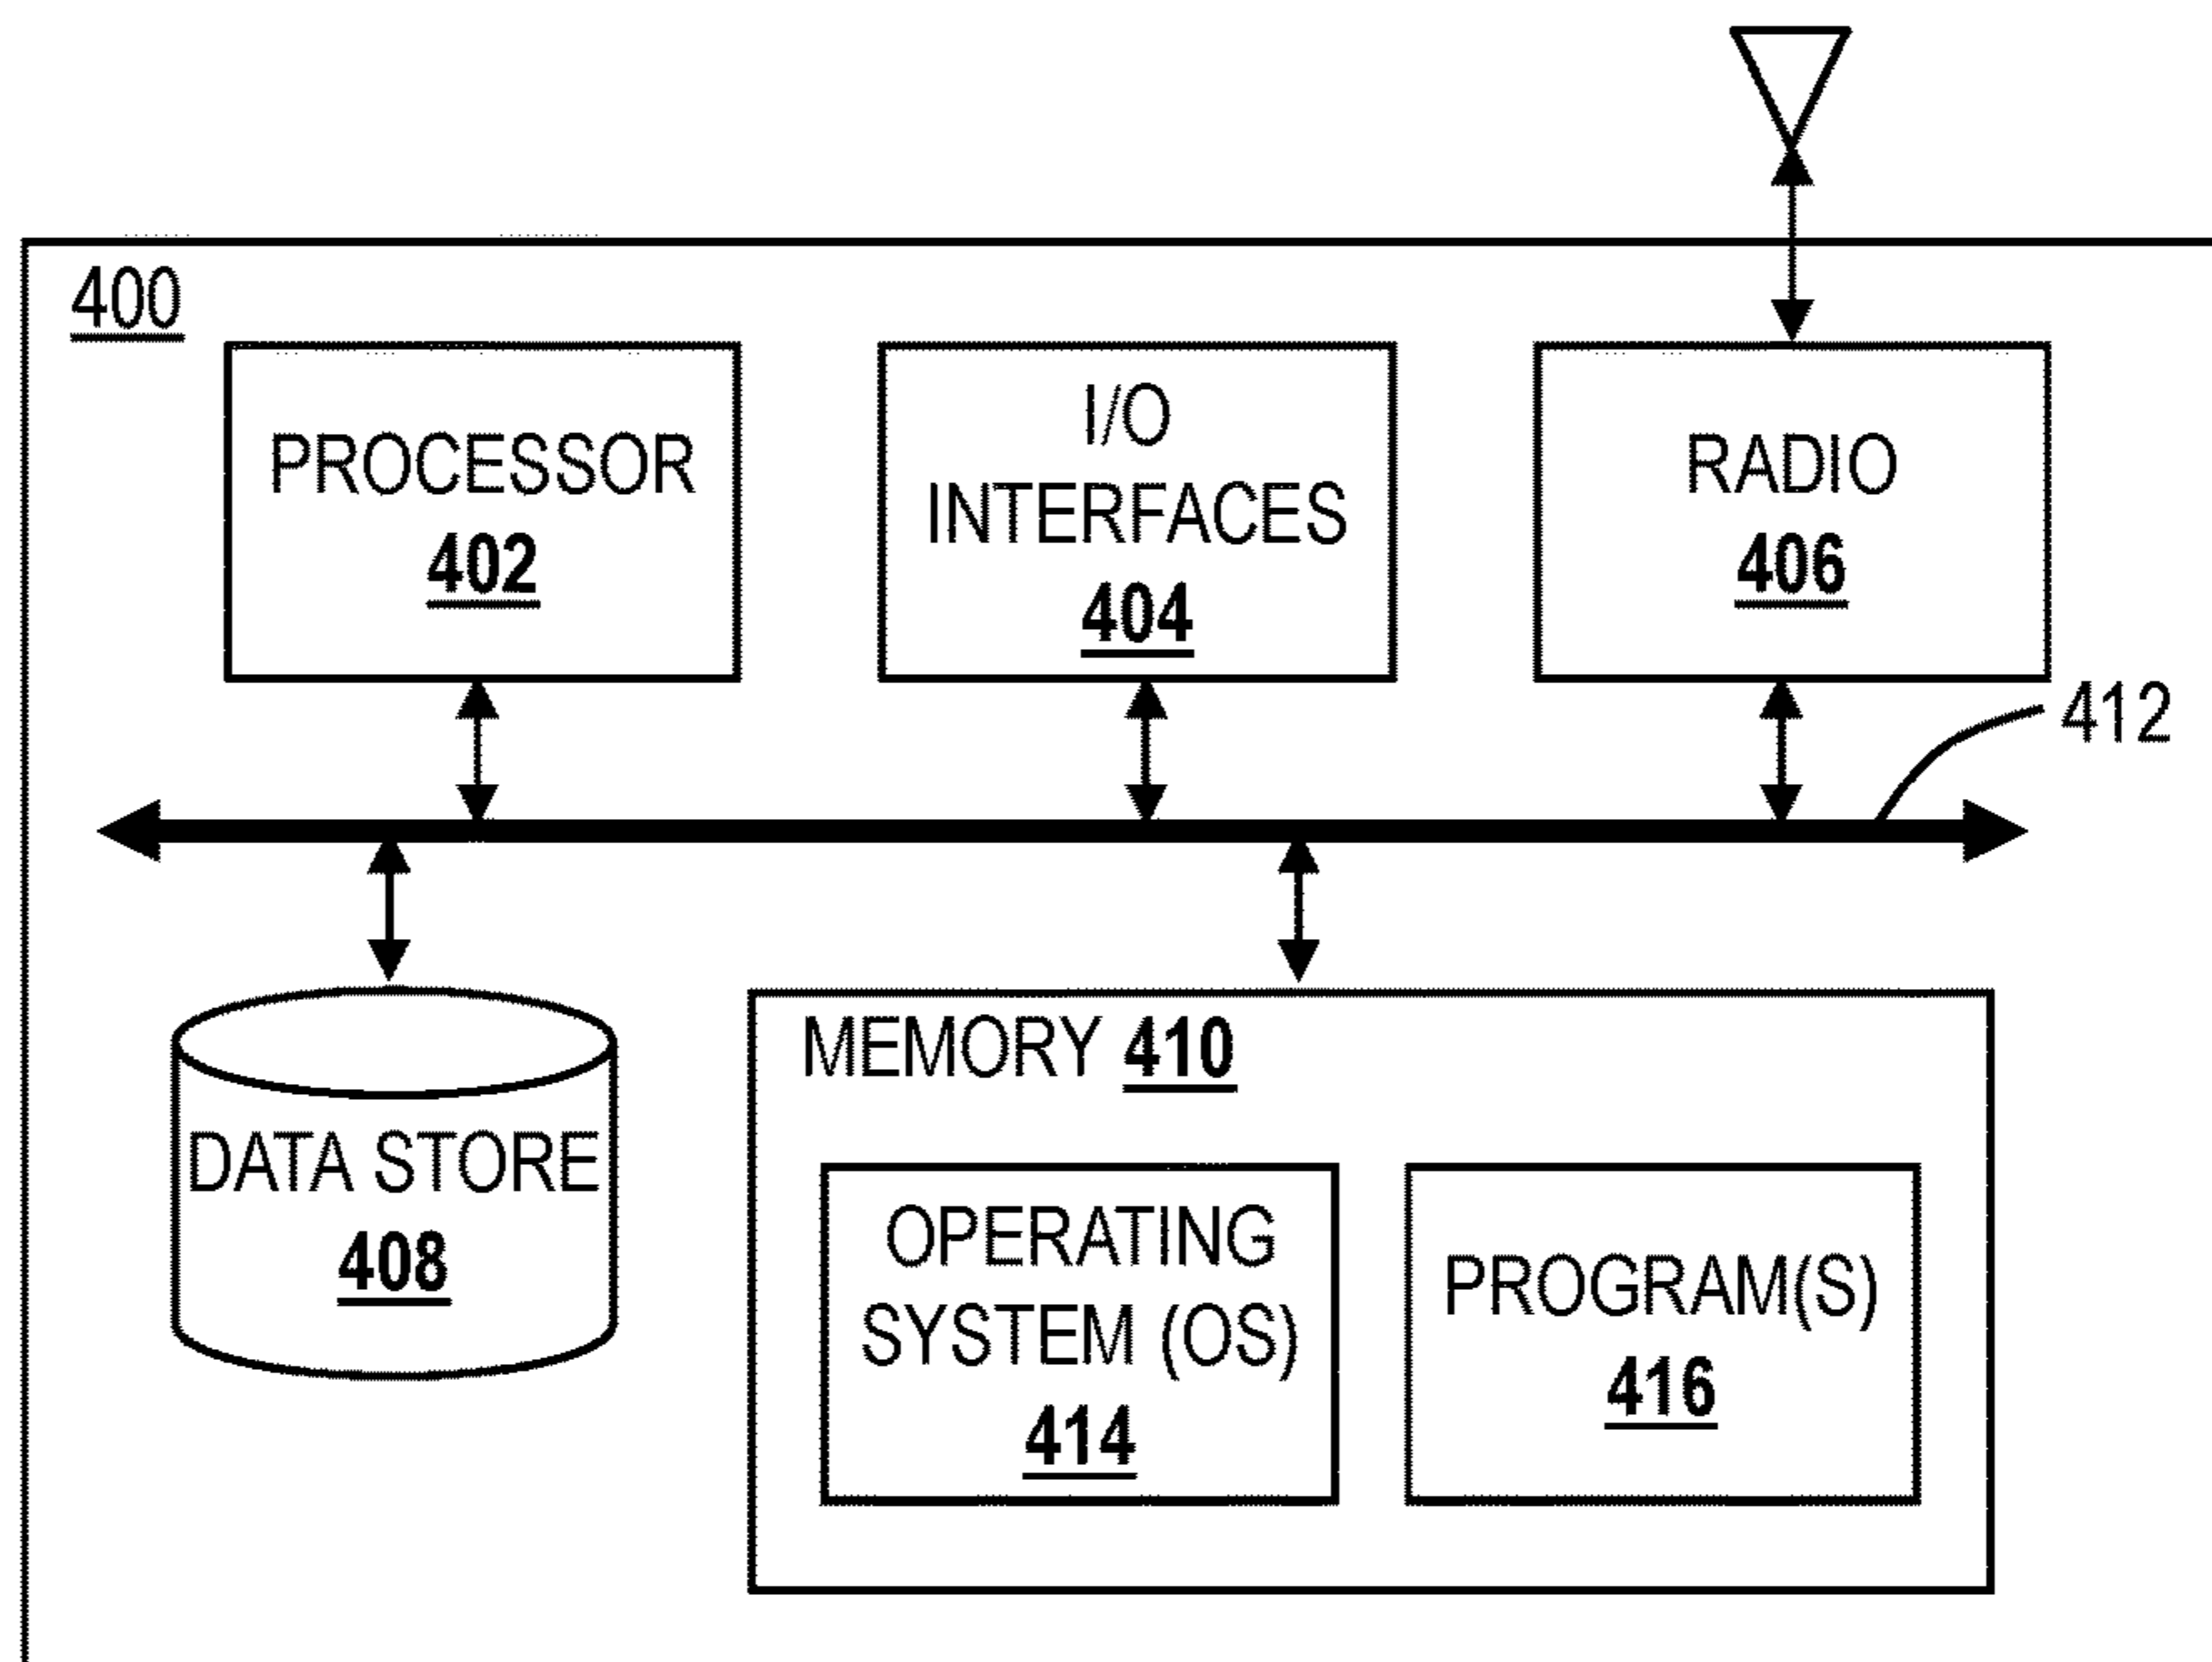 400
PROCESSOR
402
I/O
INTERFACES
404
RADIO
406
412
DATA STORE
408
MEMORY 410
OPERATING
SYSTEM (OS)
414
PROGRAM(S)
416